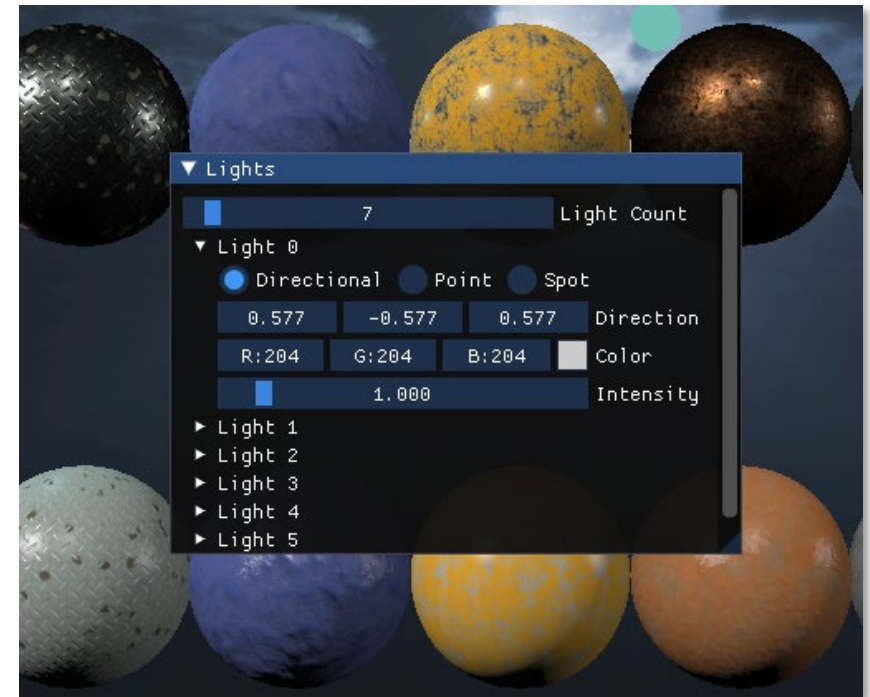 Lights
7 Light Count
Light 0
Directional Point Spot
0.577 -0.577 0.577 Direction
R:204 G:204 B:204 Color
1.000 Intensity
Light 1
Light 2
Light 3
Light 4
Light 5